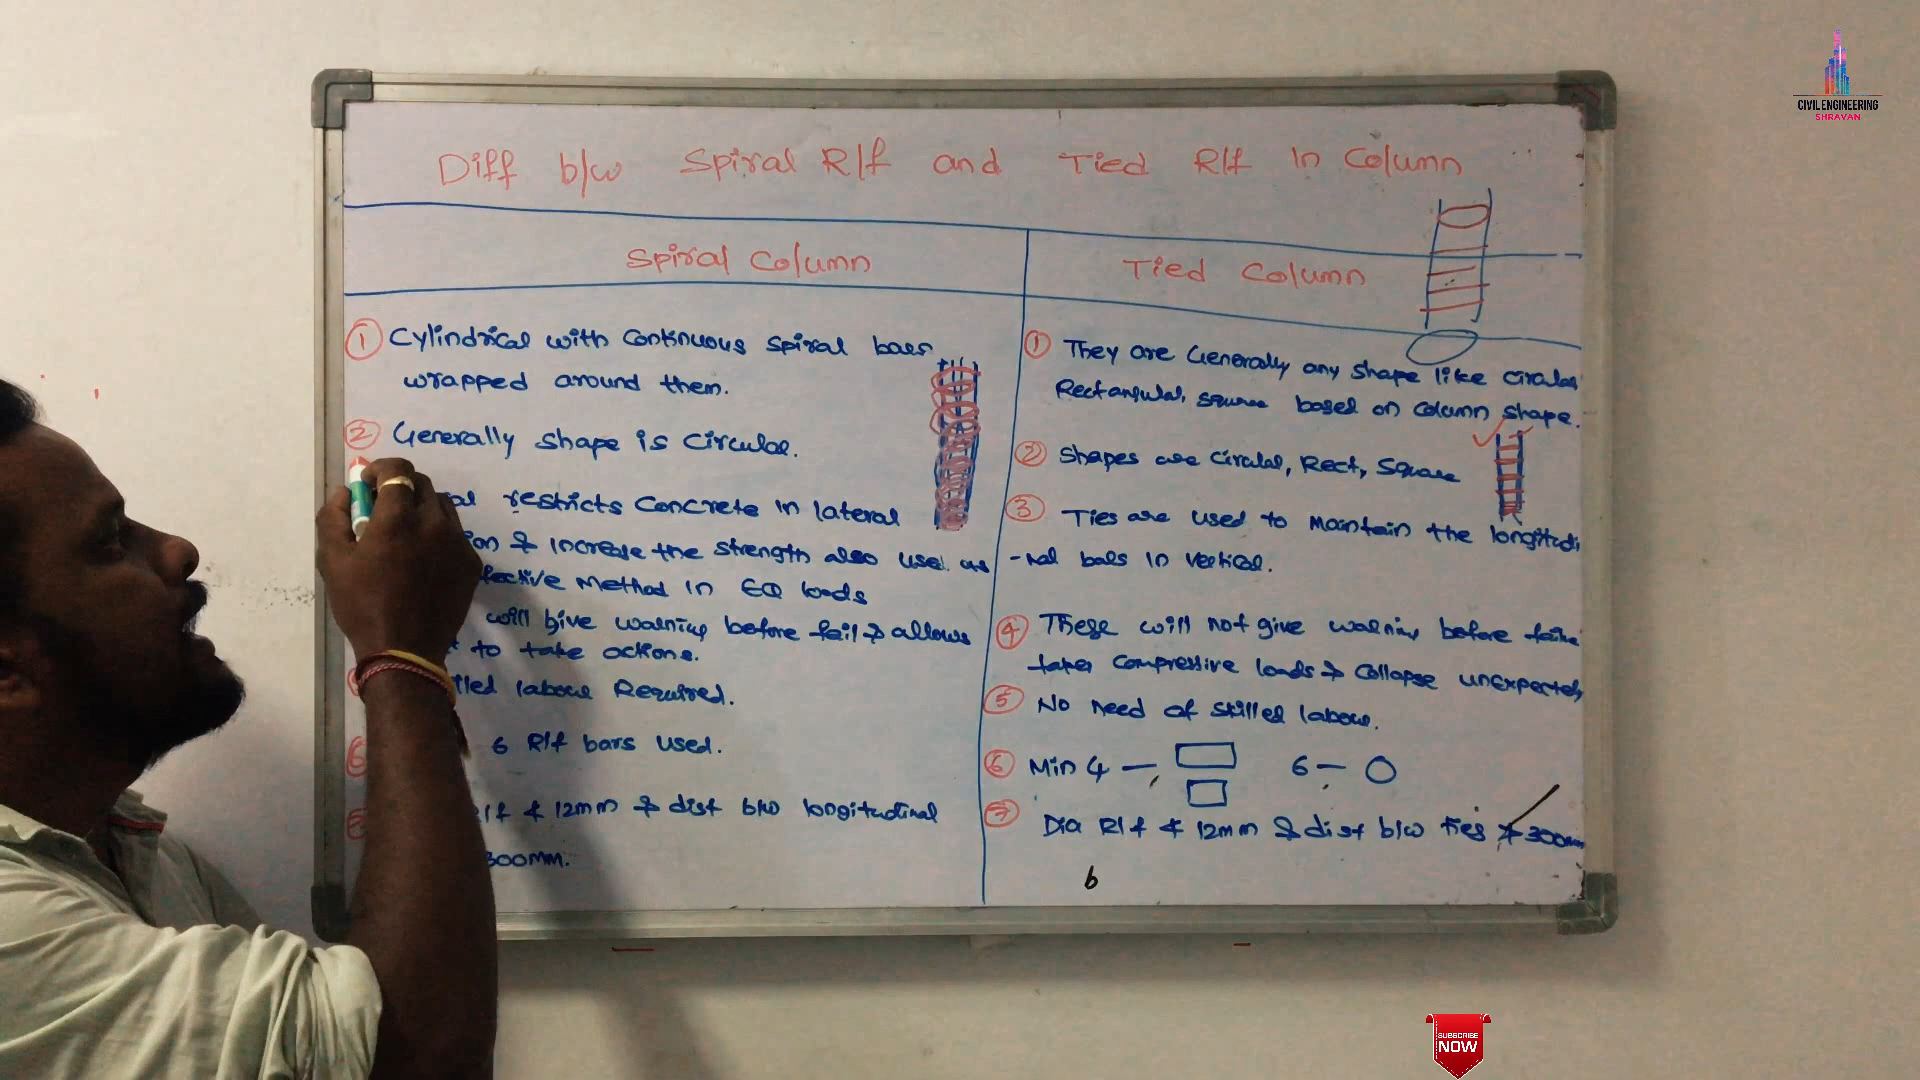 CIVIL ENGINEERING
SHRAVAN
Diff b/w Spiral R/f and Tied R/f in Column
Spiral Column
Tied Column
① Cylindrical with Continuous spiral bars
wrapped around them.
② Generally shape is Circular.
restricts Concrete in lateral
& increase the strength also used as
method in EQ loads
will give warning before fail & allows
to take actions.
labour Required.
6 R/f bars used.
12mm & dist b/w longitudinal
300mm.
① They are Generally any shape like circular
Rectangular, square based on column shape.
② Shapes are circular, Rect, Square
③ Ties are used to maintain the longitudi
-nal bars in vertical.
④ These will not give warning before
takes compressive loads & collapse unexpectedly
⑤ No need of skilled labour.
⑥ Min 4 — 6 —
⑦ Dia R/f ≮ 12mm & dist b/w ties ≯ 300mm
b
SUBSCRIBE
NOW